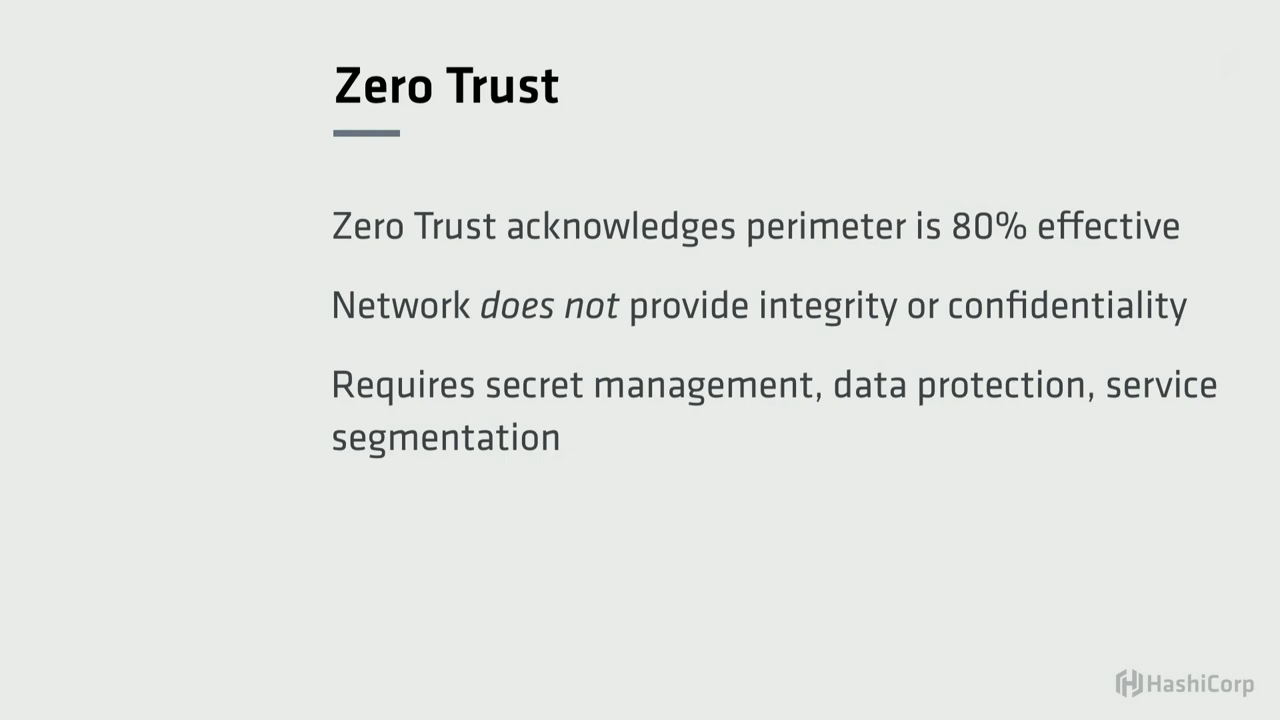 Zero Trust
Zero Trust acknowledges perimeter is 80% effective
Network does not provide integrity or confidentiality
Requires secret management, data protection, service
segmentation
HashiCorp